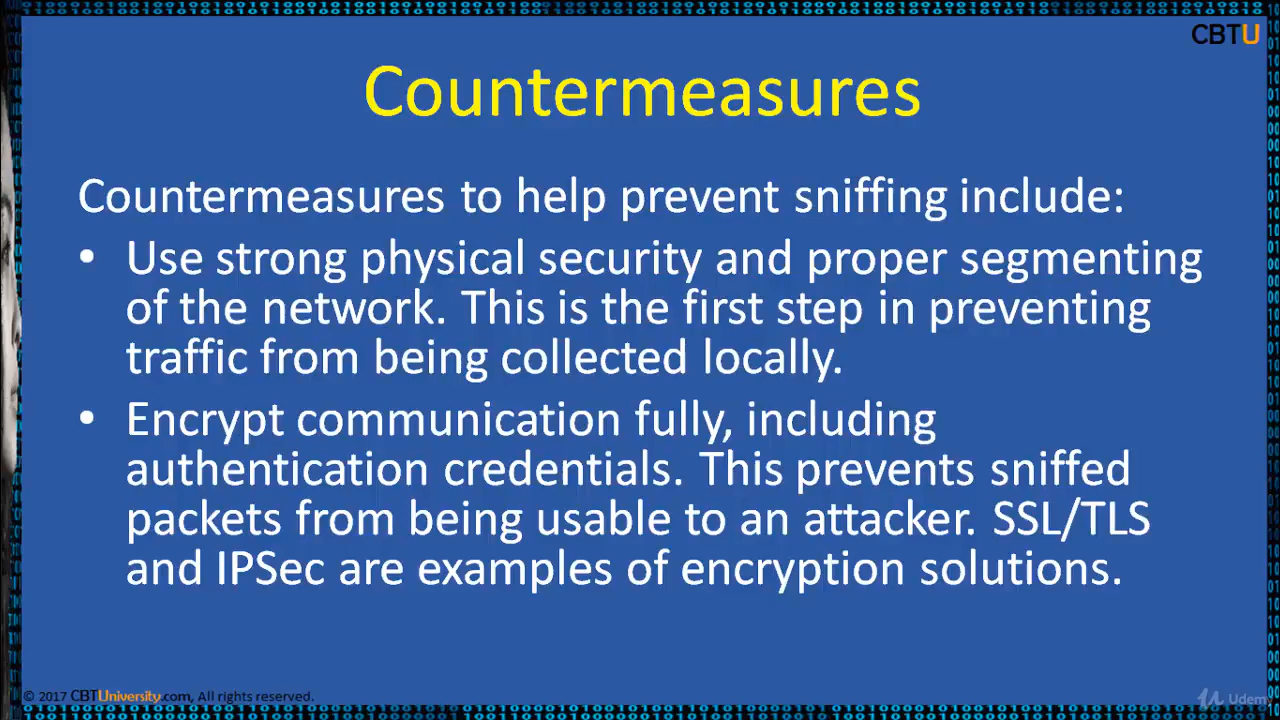 CBTU
Countermeasures
Countermeasures to help prevent sniffing include:
• Use strong physical security and proper segmenting
of the network. This is the first step in preventing
traffic from being collected locally.
• Encrypt communication fully, including
authentication credentials. This prevents sniffed
packets from being usable to an attacker. SSL/TLS
and IPSec are examples of encryption solutions.
© 2017 CBTUniversity.com, All rights reserved.
Udemy